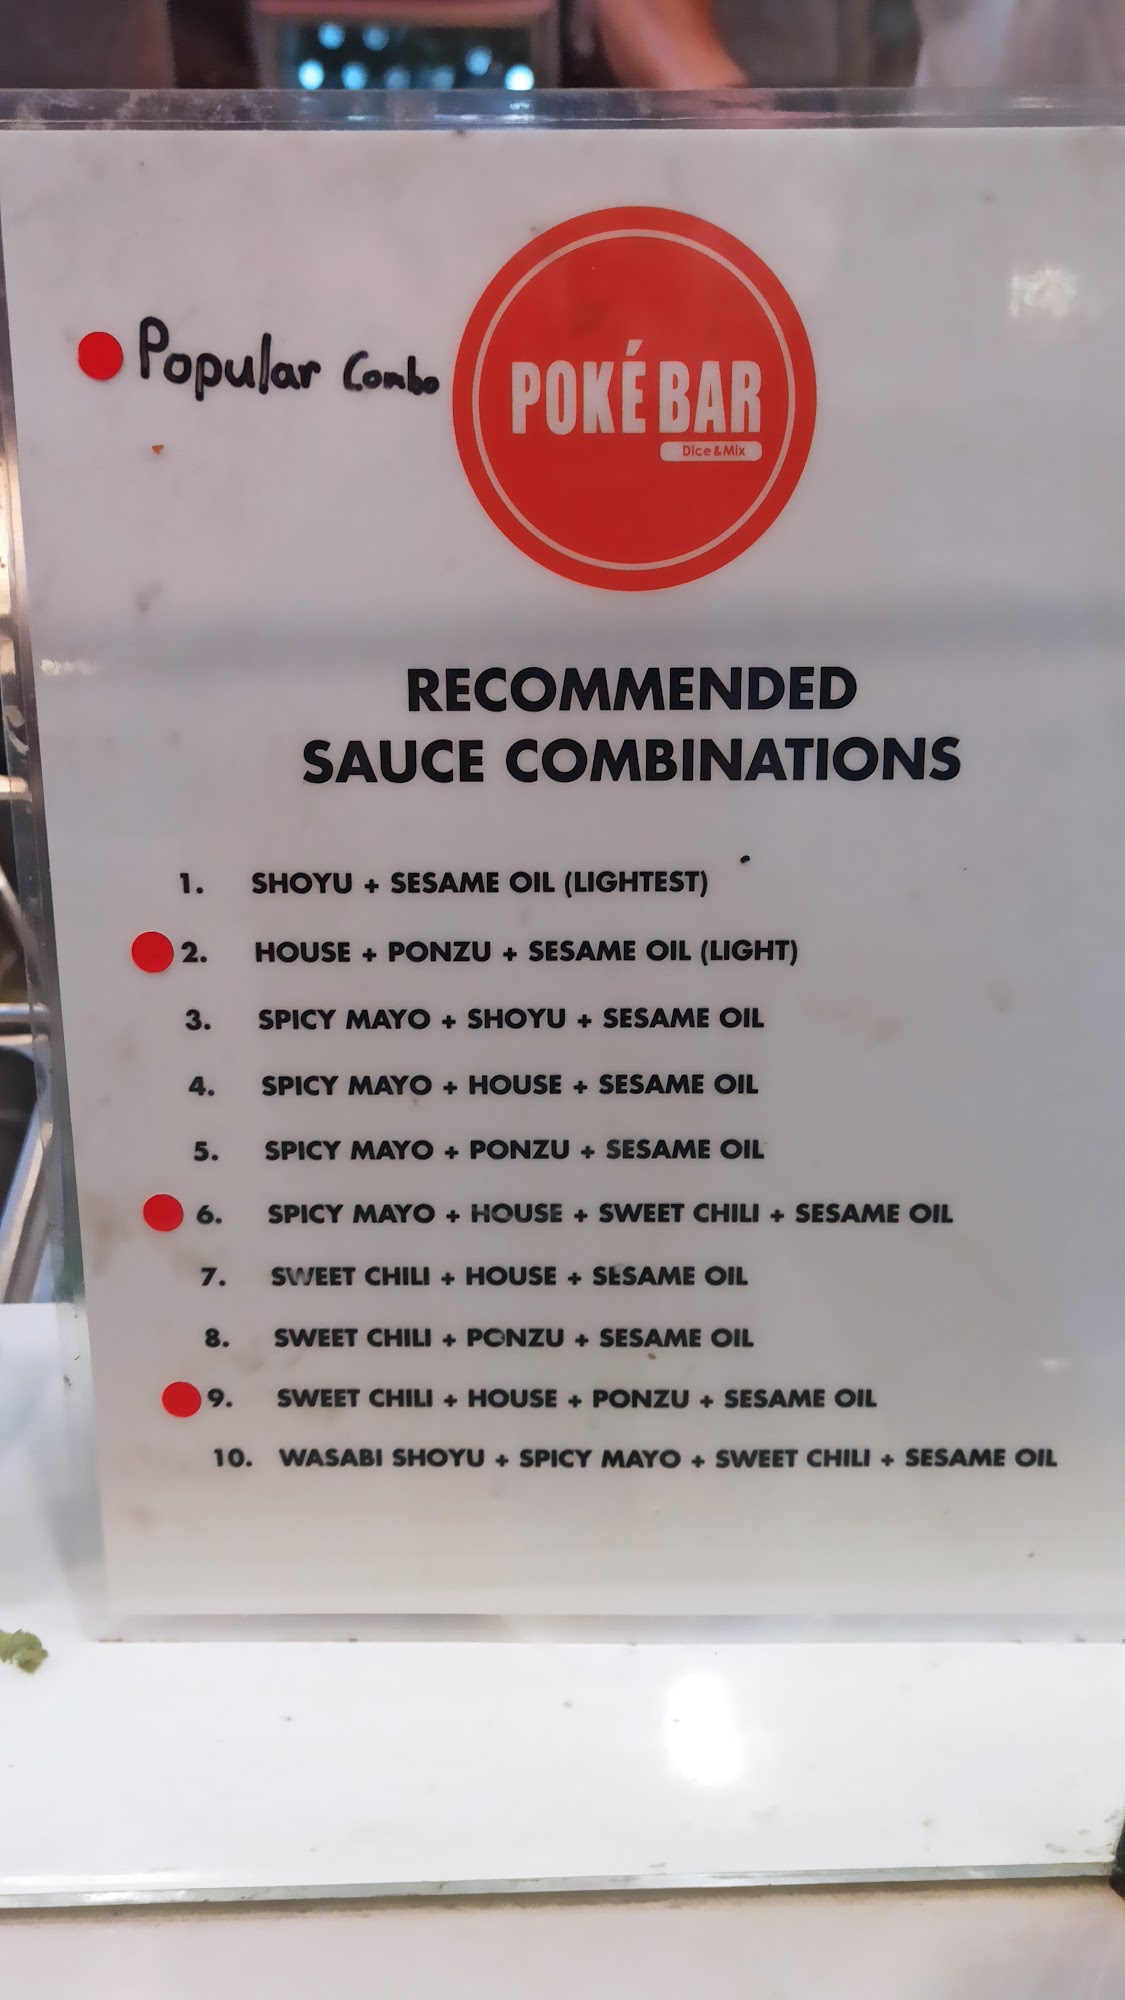 Popular Combo
POKÉ BAR
Dice & Mix
RECOMMENDED
SAUCE COMBINATIONS
1. SHOYU + SESAME OIL (LIGHTEST)
2. HOUSE + PONZU + SESAME OIL (LIGHT)
3. SPICY MAYO + SHOYU + SESAME OIL
4. SPICY MAYO + HOUSE + SESAME OIL
5. SPICY MAYO + PONZU + SESAME OIL
6. SPICY MAYO + HOUSE + SWEET CHILI + SESAME OIL
7. SWEET CHILI + HOUSE + SESAME OIL
8. SWEET CHILI + PONZU + SESAME OIL
9. SWEET CHILI + HOUSE + PONZU + SESAME OIL
10. WASABI SHOYU + SPICY MAYO + SWEET CHILI + SESAME OIL